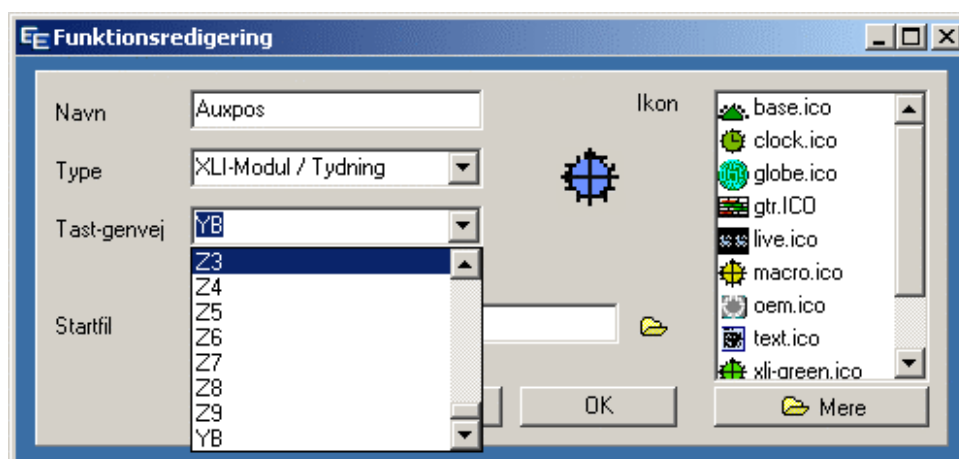 EE Funktionsredigering
Navn
Auxpos
Type
XLI-Modul / Tydning
Tast-genvej
YB
Z3
Z4
Z5
Z6
Z7
Z8
Z9
YB
Startfil
OK
Ikon
base.ico
clock.ico
globe.ico
gtr.ICO
live.ico
macro.ico
oem.ico
text.ico
xli-green.ico
Mere